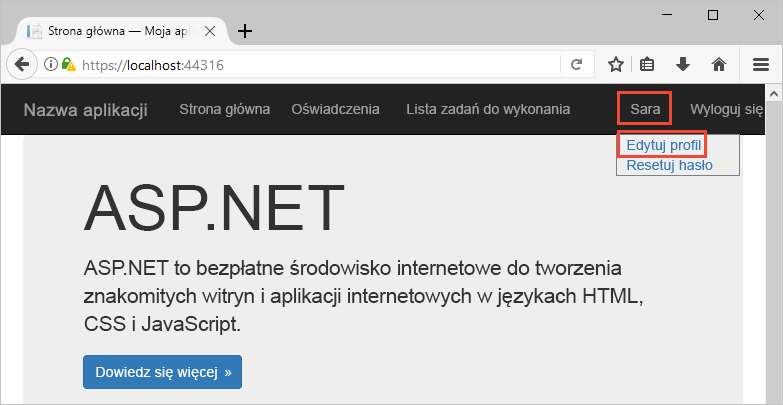 Strona główna — Moja apl
https://localhost:44316
Nazwa aplikacji Strona główna Oświadczenia Lista zadań do wykonania Sara Wyloguj się
Edytuj profil
Resetuj hasło
ASP.NET
ASP.NET to bezpłatne środowisko internetowe do tworzenia
znakomitych witryn i aplikacji internetowych w językach HTML,
CSS i JavaScript.
Dowiedz się więcej »